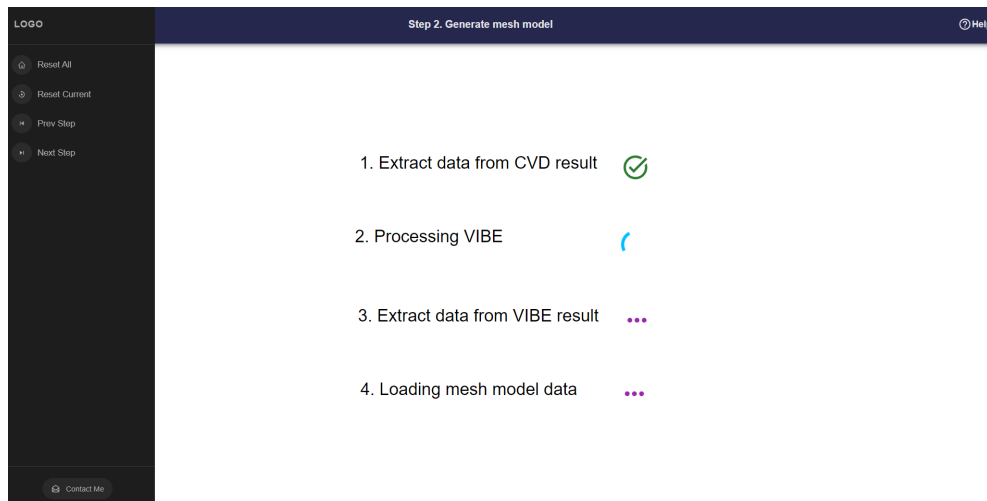 LOGO
Step 2. Generate mesh model
Help
Reset All
Reset Current
Prev Step
Next Step
1. Extract data from CVD result
2. Processing VIBE
3. Extract data from VIBE result
4. Loading mesh model data
Contact Me